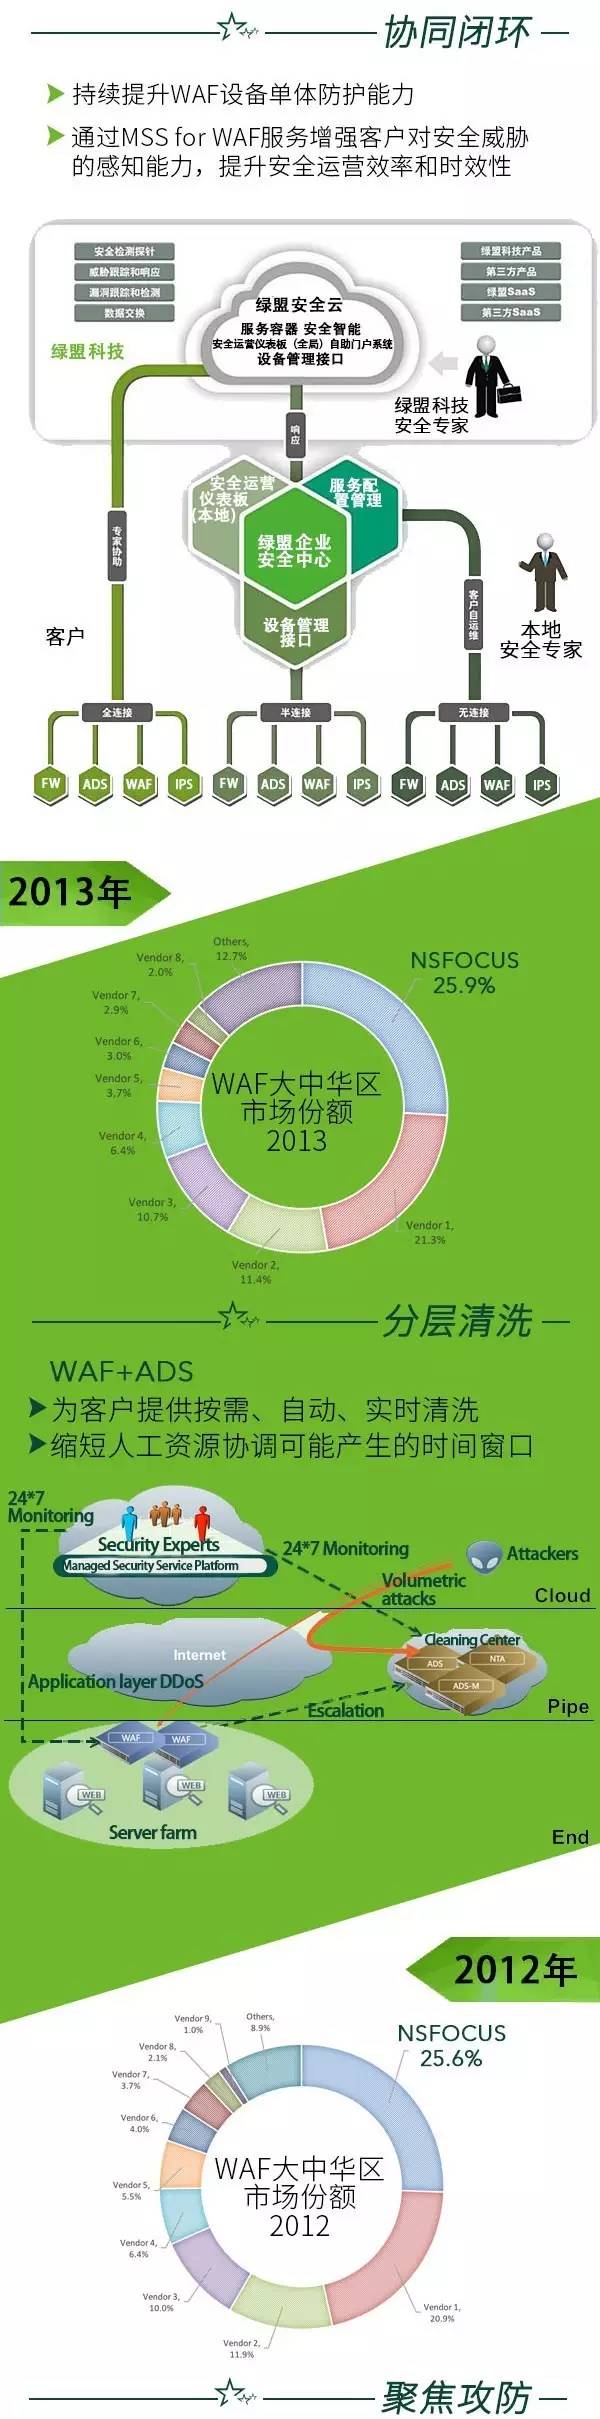 协同闭环
持续提升WAF设备单体防护能力
通过MSS for WAF服务增强客户对安全威胁
的感知能力，提升安全运营效率和时效性
安全检测探针
威胁跟踪和响应
漏洞跟踪和检测
数据交换
绿盟科技产品
第三方产品
绿盟SaaS
第三方SaaS
绿盟安全云
服务容器 安全智能
安全运营仪表板（全局）自助门户系统
设备管理接口
绿盟科技
绿盟科技
安全专家
响应
安全运营
仪表板
(本地)
服务配
置管理
绿盟企业
安全中心
设备管理
接口
专家协助
客户自运维
客户
本地
安全专家
全连接
半连接
无连接
FW ADS WAF IPS FW ADS WAF IPS FW ADS WAF IPS
2013年
NSFOCUS
25.9%
Others,
12.7%
Vendor 8,
2.0%
Vendor 7,
2.9%
Vendor 6,
3.0%
Vendor 5,
3.7%
Vendor 4,
6.4%
Vendor 3,
10.7%
Vendor 2,
11.4%
Vendor 1,
21.3%
WAF大中华区
市场份额
2013
分层清洗
WAF+ADS
为客户提供按需、自动、实时清洗
缩短人工资源协调可能产生的时间窗口
24*7
Monitoring
Security Experts
Managed Security Service Platform
24*7 Monitoring
Attackers
Volumetric
attacks
Cloud
Internet
Cleaning Center
ADS
NTA
ADS-M
Application layer DDoS
Escalation
Pipe
WAF
WAF
WEB
WEB
WEB
Server farm
End
2012年
NSFOCUS
25.6%
Others,
8.9%
Vendor 9,
1.0%
Vendor 8,
2.1%
Vendor 7,
3.7%
Vendor 6,
4.0%
Vendor 5,
5.5%
Vendor 4,
6.4%
Vendor 3,
10.0%
Vendor 2,
11.9%
Vendor 1,
20.9%
WAF大中华区
市场份额
2012
聚焦攻防